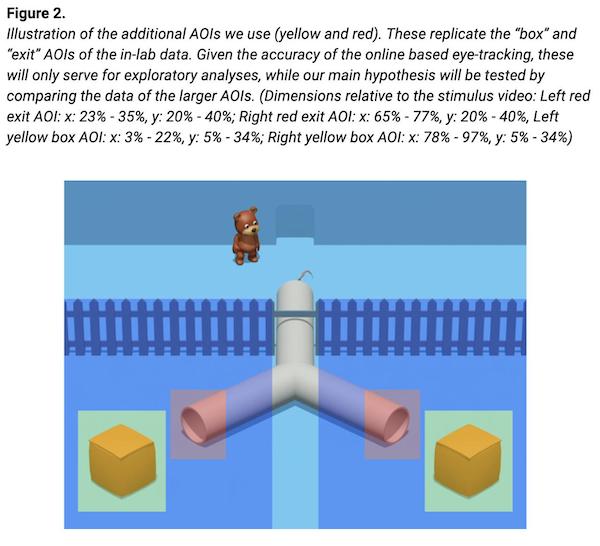 Figure 2.
Illustration of the additional AOIs we use (yellow and red). These replicate the “box” and
“exit” AOIs of the in-lab data. Given the accuracy of the online based eye-tracking, these
will only serve for exploratory analyses, while our main hypothesis will be tested by
comparing the data of the larger AOIs. (Dimensions relative to the stimulus video: Left red
exit AOI: x: 23% - 35%, y: 20% - 40%; Right red exit AOI: x: 65% - 77%, y: 20% - 40%, Left
yellow box AOI: x: 3% - 22%, y: 5% - 34%; Right yellow box AOI: x: 78% - 97%, y: 5% - 34%)